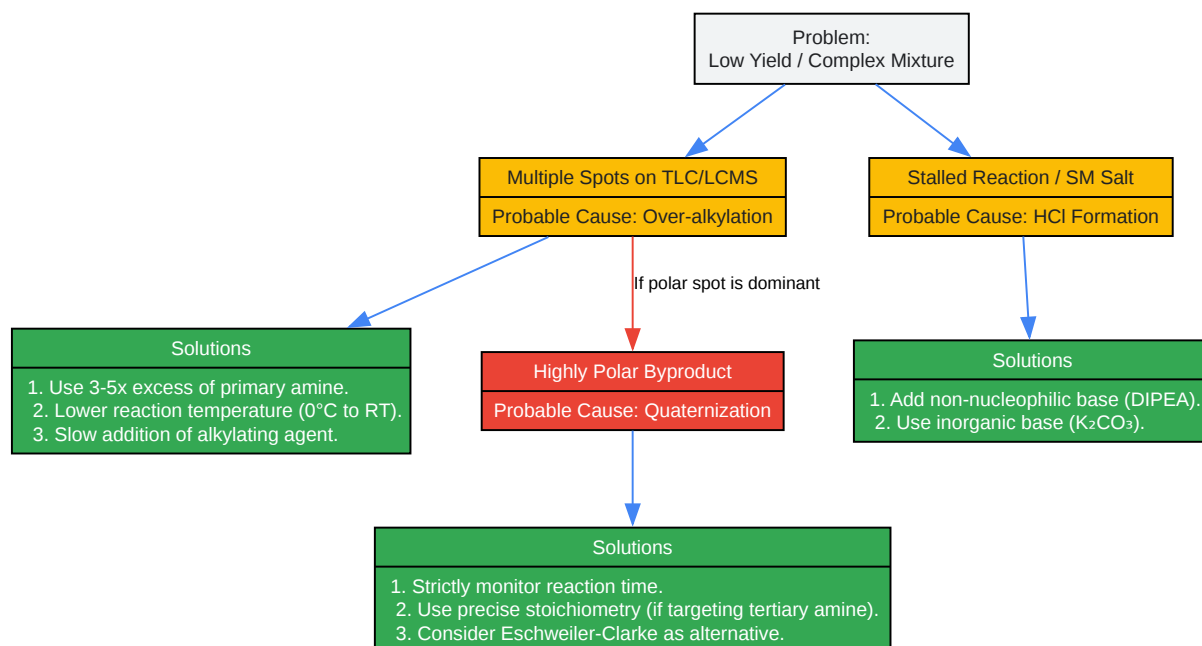 Problem:
Low Yield / Complex Mixture
Multiple Spots on TLC/LCMS
Probable Cause: Over-alkylation
Stalled Reaction / SM Salt
Probable Cause: HCl Formation
If polar spot is dominant
Solutions
1. Use 3-5x excess of primary amine.
2. Lower reaction temperature (0°C to RT).
3. Slow addition of alkylating agent.
Highly Polar Byproduct
Probable Cause: Quaternization
Solutions
1. Add non-nucleophilic base (DIPEA).
2. Use inorganic base (K₂CO₃).
Solutions
1. Strictly monitor reaction time.
2. Use precise stoichiometry (if targeting tertiary amine).
3. Consider Eschweiler-Clarke as alternative.